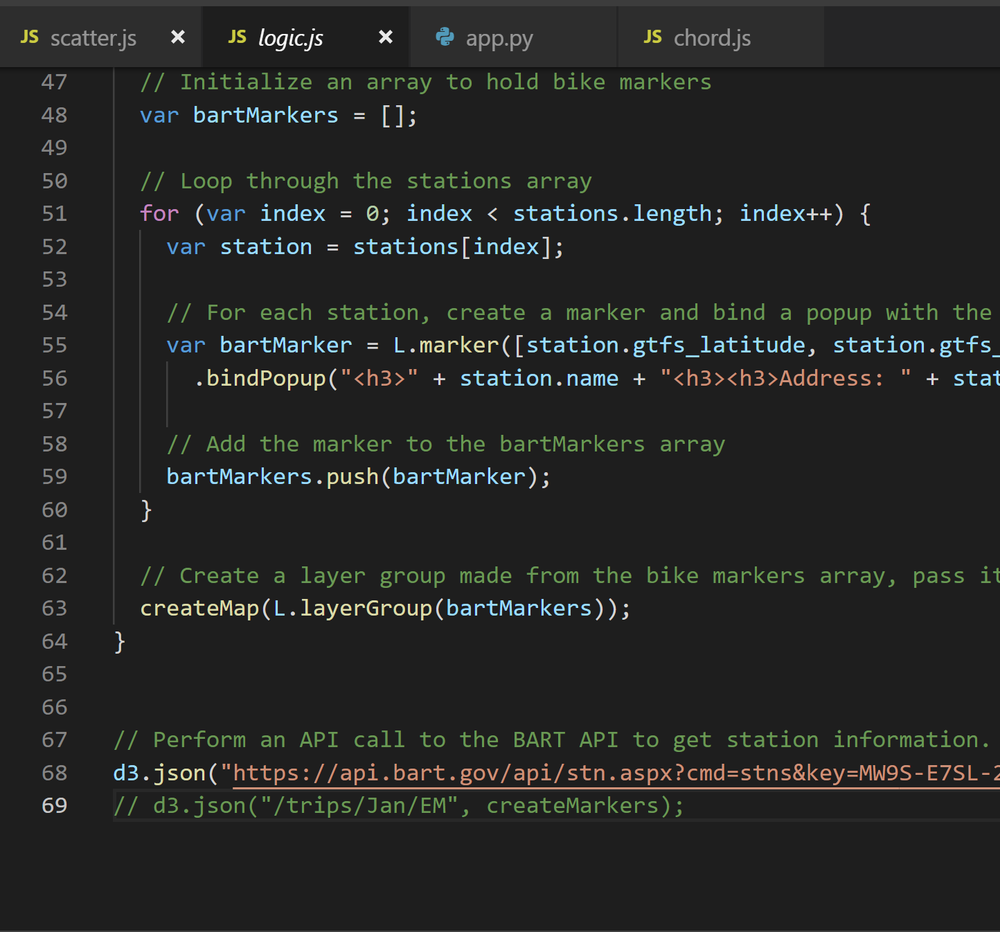 JS scatter.js × JS logic.js × app.py JS chord.js
47 // Initialize an array to hold bike markers
48 var bartMarkers = [];
49
50 // Loop through the stations array
51 for (var index = 0; index < stations.length; index++) {
52 var station = stations[index];
53
54 // For each station, create a marker and bind a popup with the
55 var bartMarker = L.marker([station.gtfs_latitude, station.gtfs_
56 .bindPopup("<h3>" + station.name + "<h3><h3>Address: " + stat
57
58 // Add the marker to the bartMarkers array
59 bartMarkers.push(bartMarker);
60 }
61
62 // Create a layer group made from the bike markers array, pass it
63 createMap(L.layerGroup(bartMarkers));
64 }
65
66
67 // Perform an API call to the BART API to get station information.
68 d3.json("https://api.bart.gov/api/stn.aspx?cmd=stns&key=MW9S-E7SL-2
69 // d3.json("/trips/Jan/EM", createMarkers);